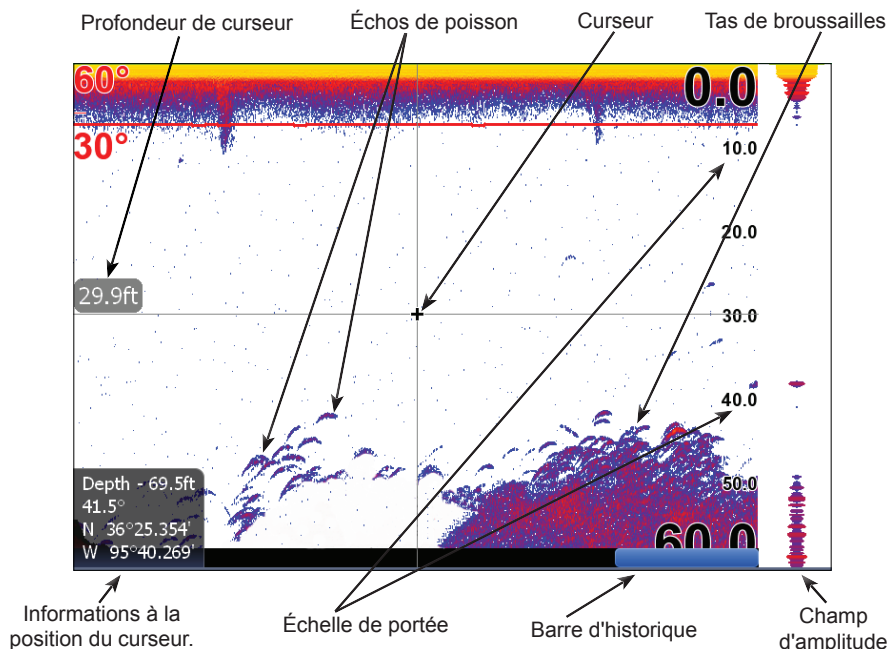 Profondeur de curseur
Échos de poisson
Curseur
Tas de broussailles
60°
0.0
30°
10.0
20.0
29.9ft
30.0
40.0
Depth - 69.5ft
41.5°
N 36°25.354'
W 95°40.269'
50.0
60.0
Informations à la
position du curseur.
Échelle de portée
Barre d'historique
Champ
d'amplitude